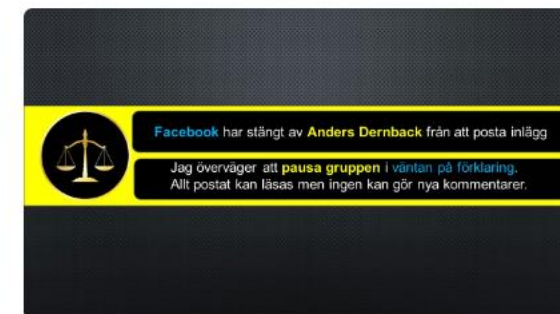 Facebook har stängt av Anders Dernback från att posta inlägg
Jag överväger att pausa gruppen i väntan på förklaring.
Allt postat kan läsas men ingen kan gör nya kommentarer.